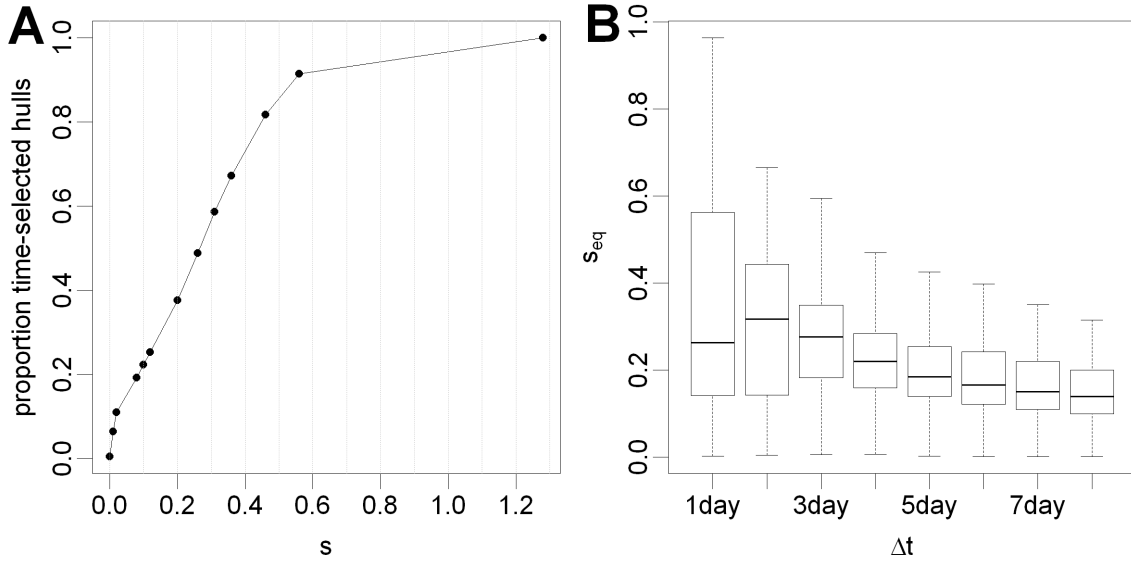 A
proportion time-selected hulls
1.0
0.8
0.6
0.4
0.2
0.0
0.0 0.2 0.4 0.6 0.8 1.0 1.2
s
B
s_eq
1.0
0.8
0.6
0.4
0.2
0.0
1day 3day 5day 7day
Δt